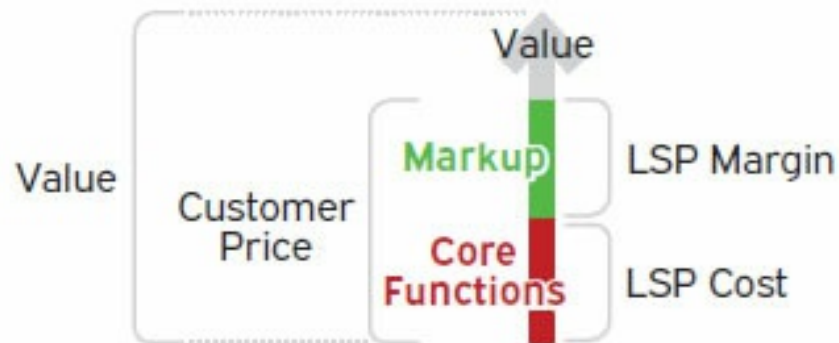 Value
Markup
LSP Margin
Value
Customer
Price
Core
Functions
LSP Cost